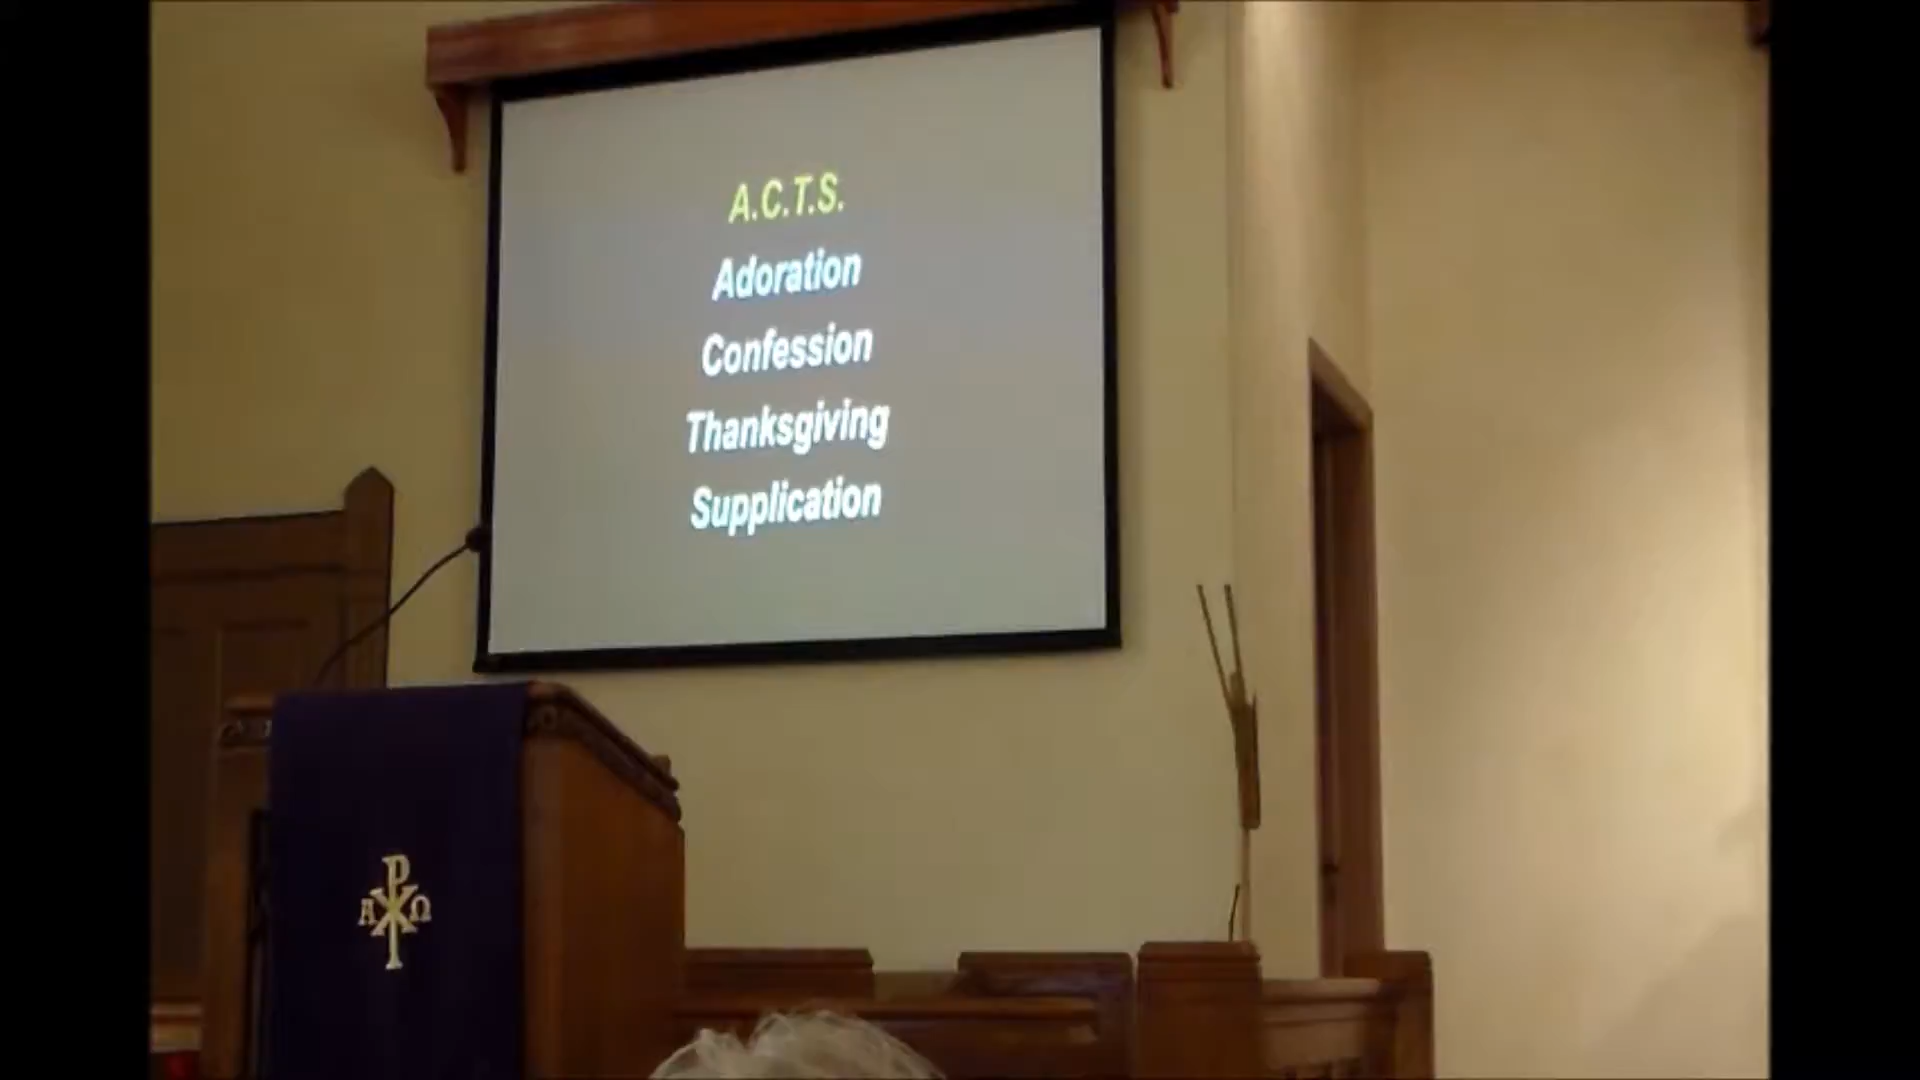 A.C.T.S.
Adoration
Confession
Thanksgiving
Supplication
Α☧Ω